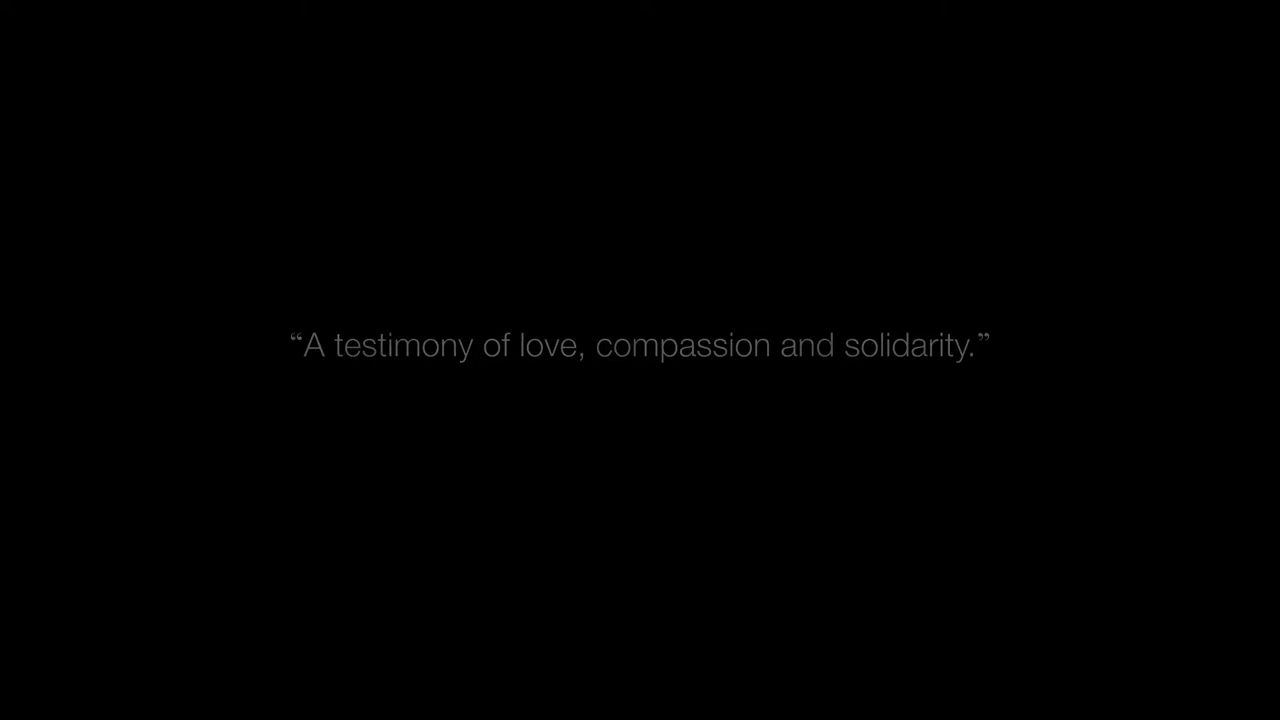 “A testimony of love, compassion and solidarity.”